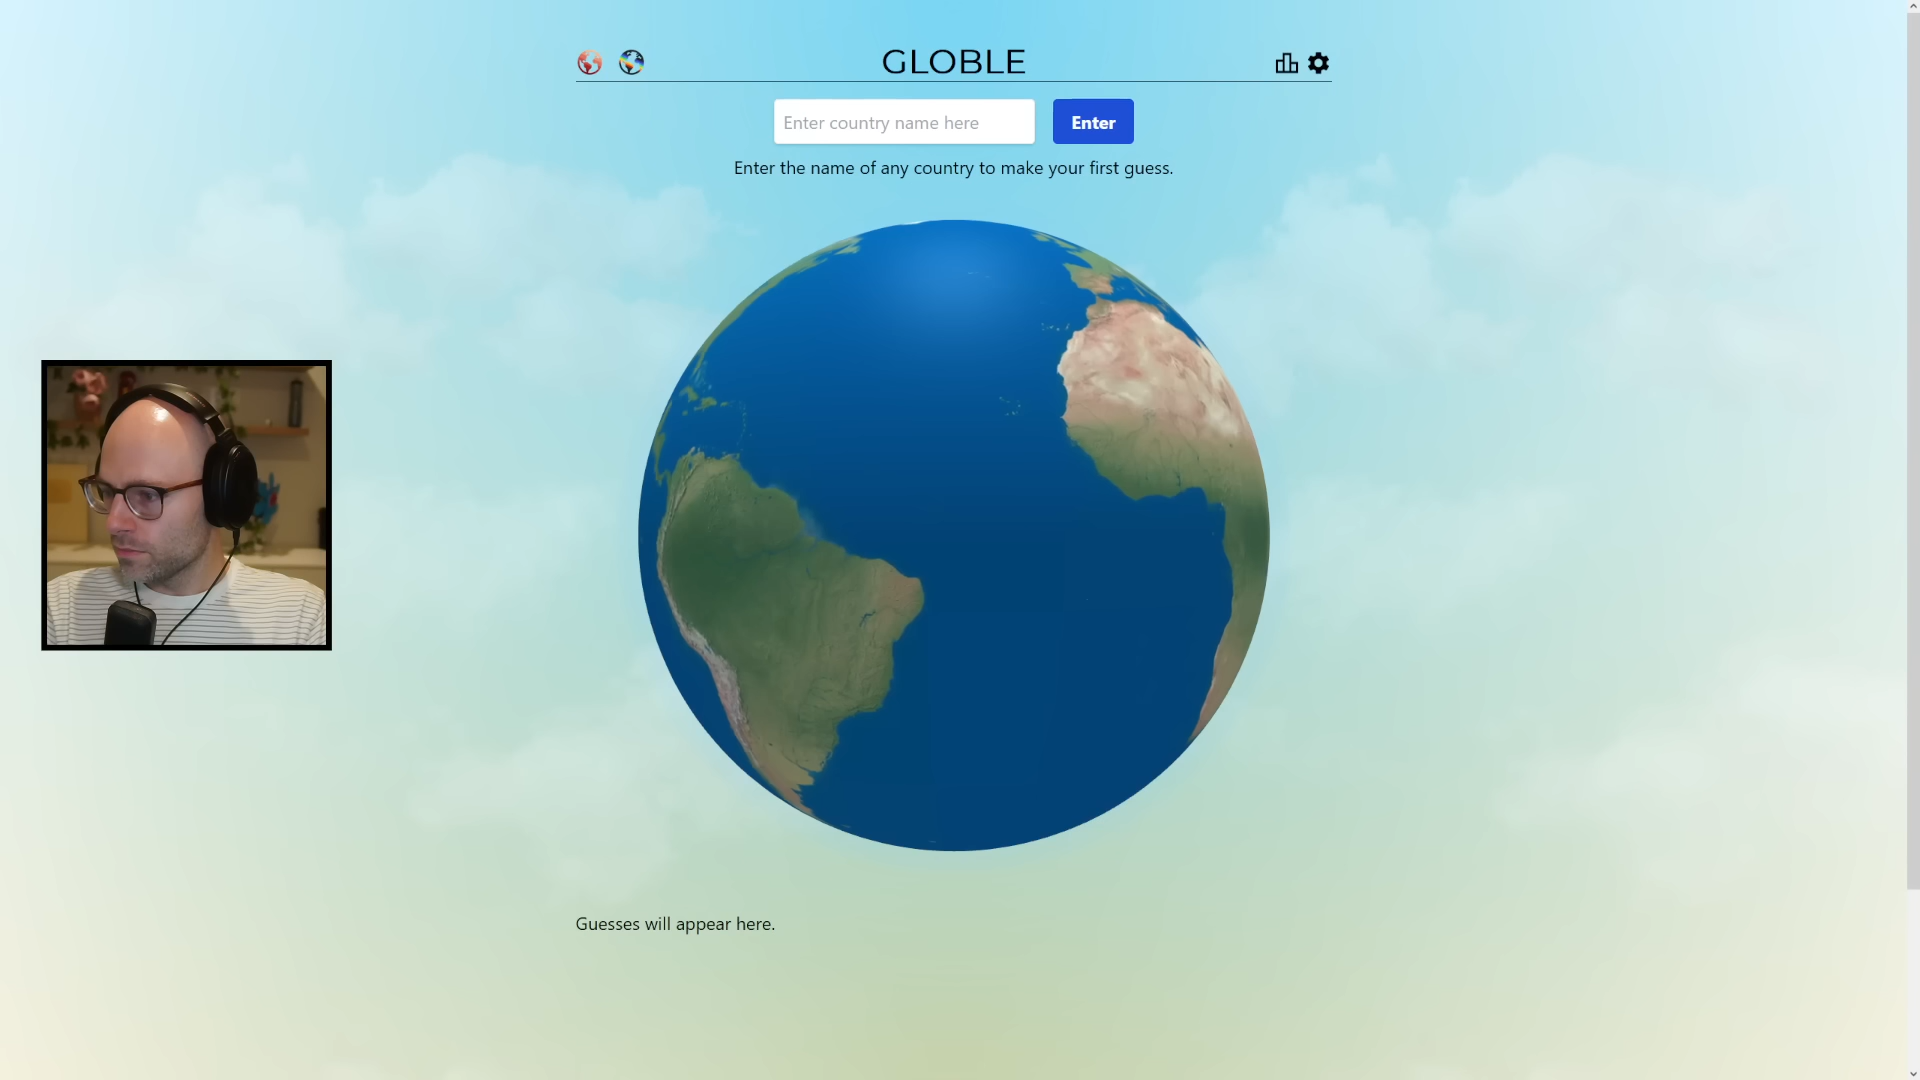 GLOBLE
Enter country name here
Enter
Enter the name of any country to make your first guess.
Guesses will appear here.